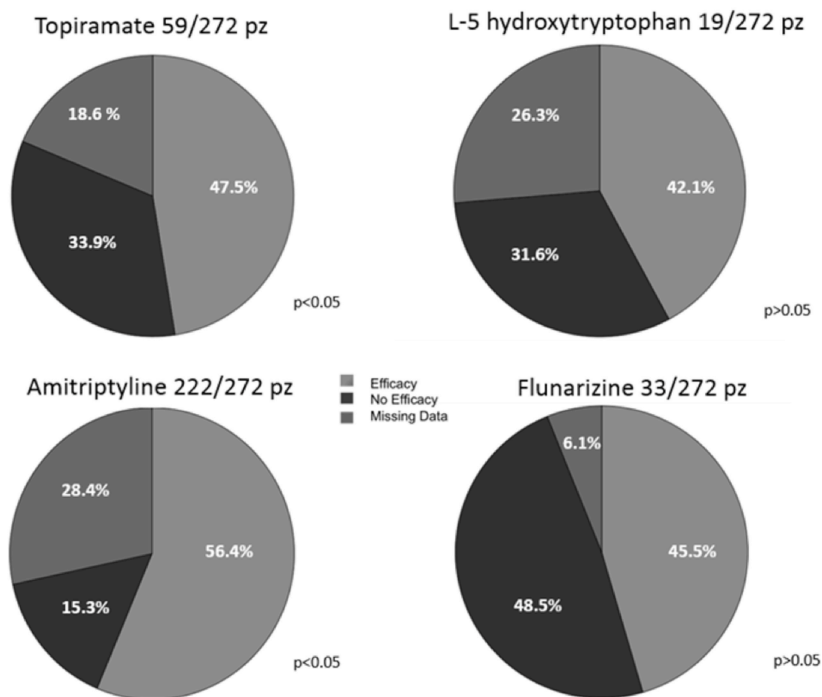 Topiramate 59/272 pz
18.6 %
47.5%
33.9%
p<0.05
L-5 hydroxytryptophan 19/272 pz
26.3%
42.1%
31.6%
p>0.05
Amitriptyline 222/272 pz
28.4%
56.4%
15.3%
p<0.05
Efficacy
No Efficacy
Missing Data
Flunarizine 33/272 pz
6.1%
45.5%
48.5%
p>0.05